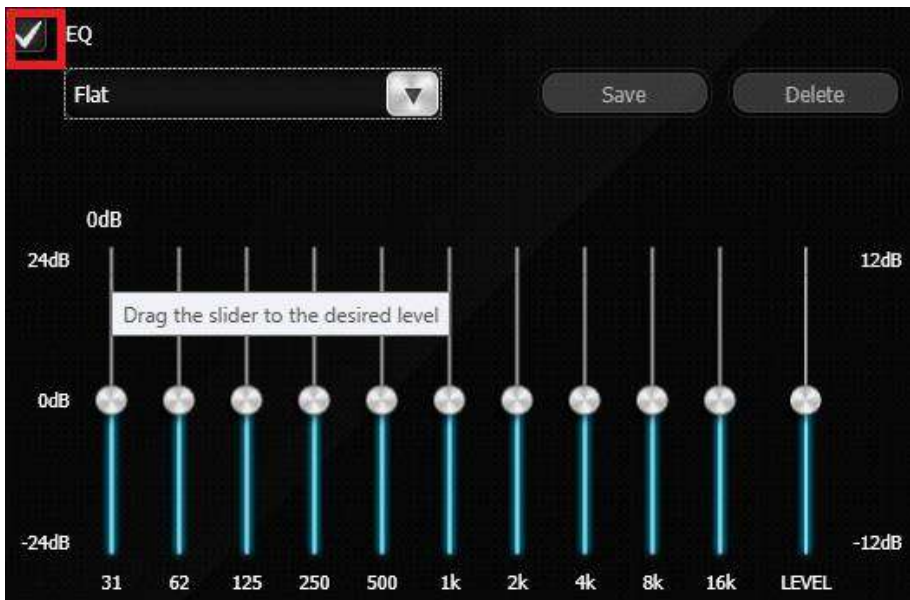 EQ
Flat
Save Delete
0dB
24dB 12dB
Drag the slider to the desired level
0dB
-24dB -12dB
31 62 125 250 500 1k 2k 4k 8k 16k LEVEL